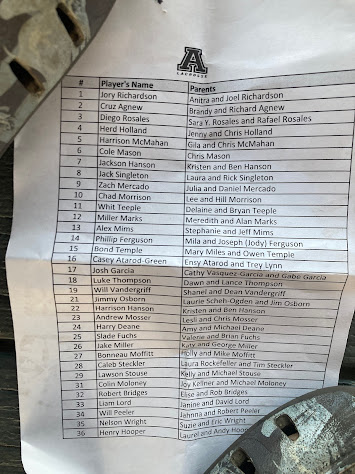 A
LACROSSE
# Player's Name Parents
1 Jory Richardson Anitra and Joel Richardson
2 Cruz Agnew Brandy and Richard Agnew
3 Diego Rosales Sara Y. Rosales and Rafael Rosales
4 Herd Holland Jenny and Chris Holland
5 Harrison McMahan Gila and Chris McMahan
6 Cole Mason Chris Mason
7 Jackson Hanson Kristen and Ben Hanson
8 Jack Singleton Laura and Rick Singleton
9 Zach Mercado Julia and Daniel Mercado
10 Chad Morrison Lee and Hill Morrison
11 Whit Teeple Delaine and Bryan Teeple
12 Miller Marks Meredith and Alan Marks
13 Alex Mims Stephanie and Jeff Mims
14 Phillip Ferguson Mila and Joseph (Jody) Ferguson
15 Bond Temple Mary Miles and Owen Temple
16 Casey Atarod-Green Ensy Atarod and Trey Lynn
17 Josh Garcia Cathy Vasquez-Garcia and Gabe Garcia
18 Luke Thompson Dawn and Lance Thompson
19 Will Vandergriff Shanel and Dean Vandergriff
21 Jimmy Osborn Laurie Scheh-Ogden and Jim Osborn
22 Harrison Hanson Kristen and Ben Hanson
23 Andrew Mosser Lesli and Chris Mosser
24 Harry Deane Amy and Michael Deane
25 Slade Fuchs Valerie and Brian Fuchs
26 Jake Miller Katy and George Miller
27 Bonneau Moffitt Holly and Mike Moffitt
28 Caleb Steckler Laura Rockefeller and Tim Steckler
29 Lawson Stouse Kelly and Michael Stouse
31 Colin Moloney Joy Kellner and Michael Moloney
32 Robert Bridges Elise and Rob Bridges
33 Liam Lord Janine and David Lord
34 Will Peeler and Robert Peeler
35 Nelson Wright Suzie and Eric Wright
36 Henry Hooper Laurel and Andy Hooper